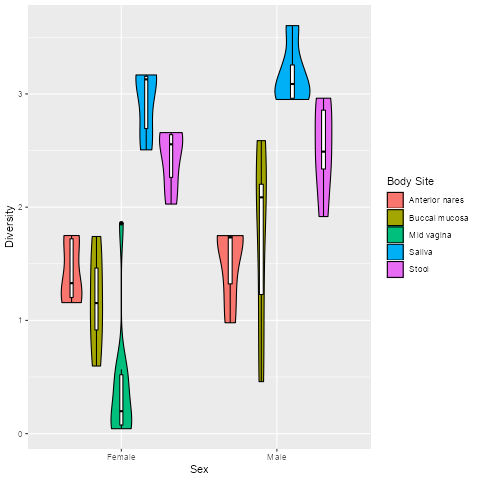 Diversity
3
2
1
0
Female
Male
Sex
Body Site
Anterior nares
Buccal mucosa
Mid vagina
Saliva
Stool